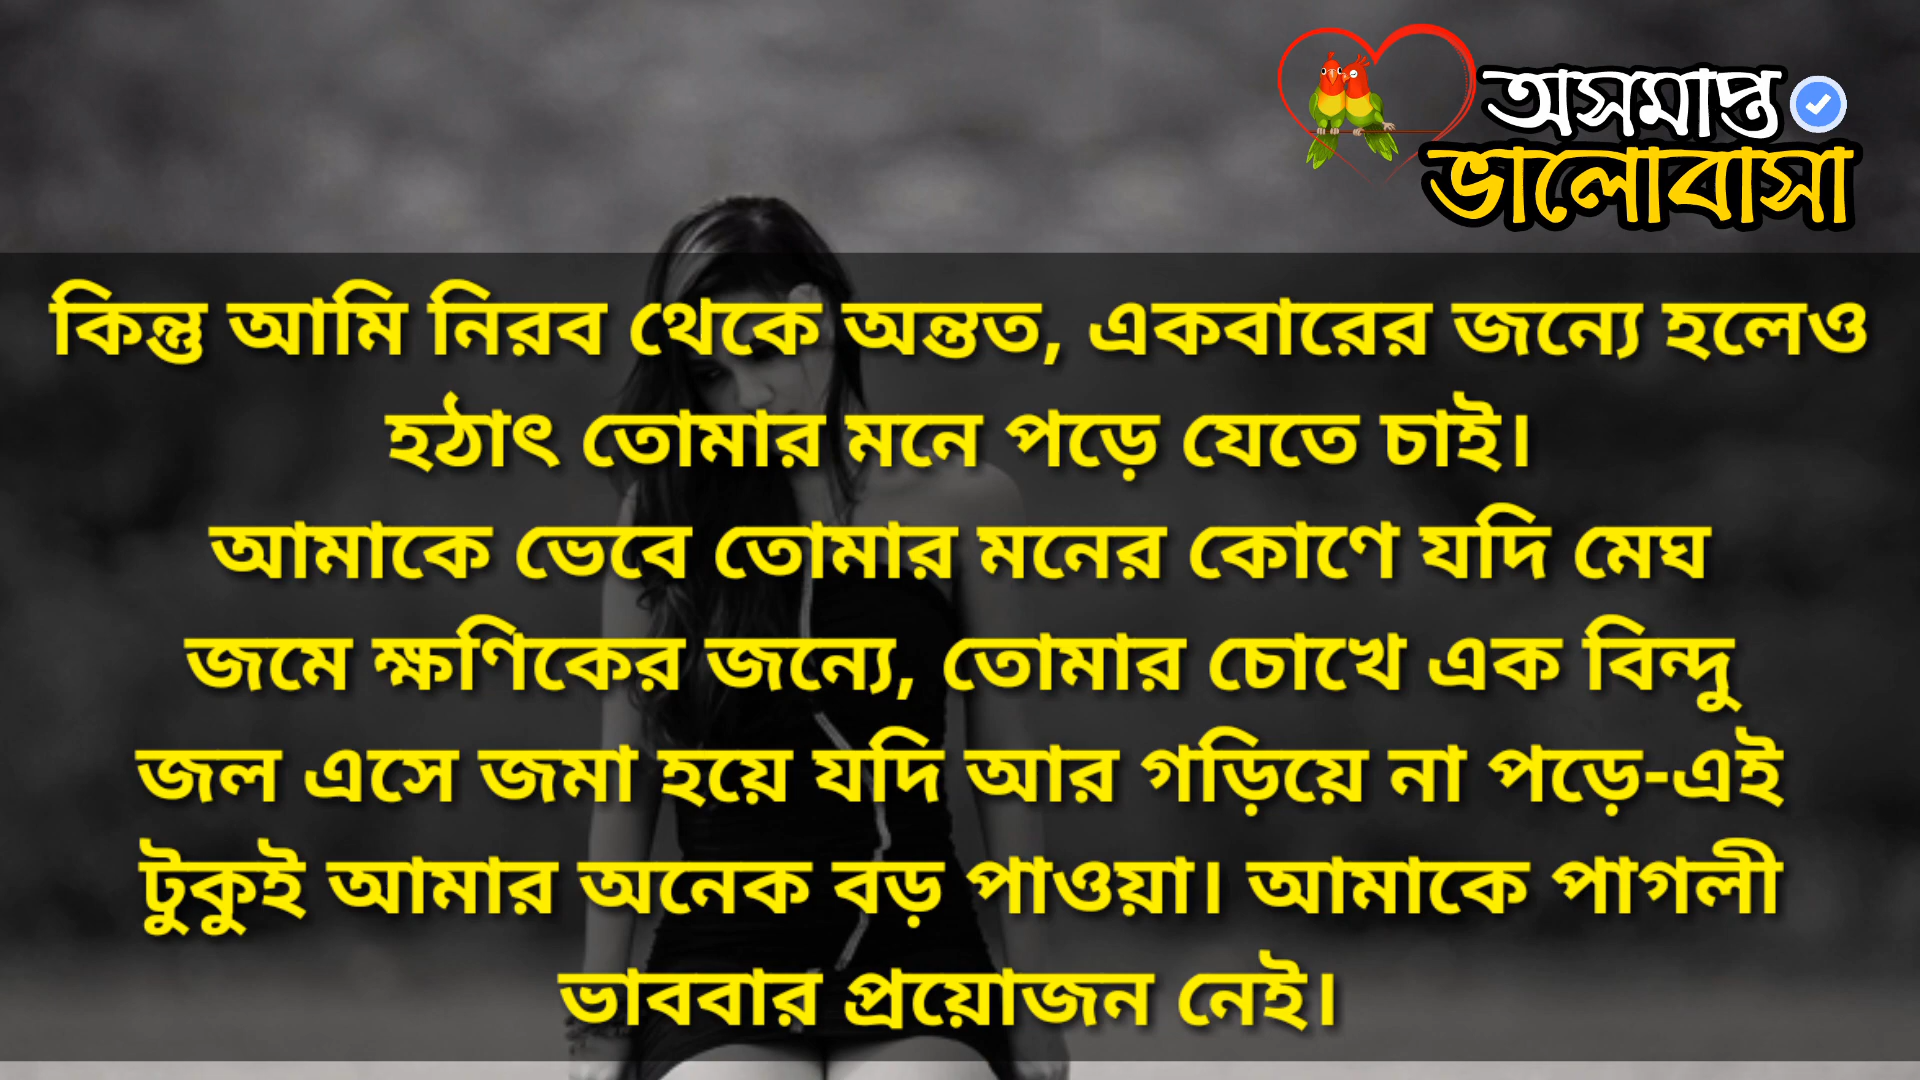 অসমাপ্ত
ভালোবাসা
কিন্তু আমি নিরব থেকে অন্তত, একবারের জন্যে হলেও
হঠাৎ তোমার মনে পড়ে যেতে চাই।
আমাকে ভেবে তোমার মনের কোণে যদি মেঘ
জমে ক্ষণিকের জন্যে, তোমার চোখে এক বিন্দু
জল এসে জমা হয়ে যদি আর গড়িয়ে না পড়ে-এই
টুকুই আমার অনেক বড় পাওয়া। আমাকে পাগলী
ভাববার প্রয়োজন নেই।